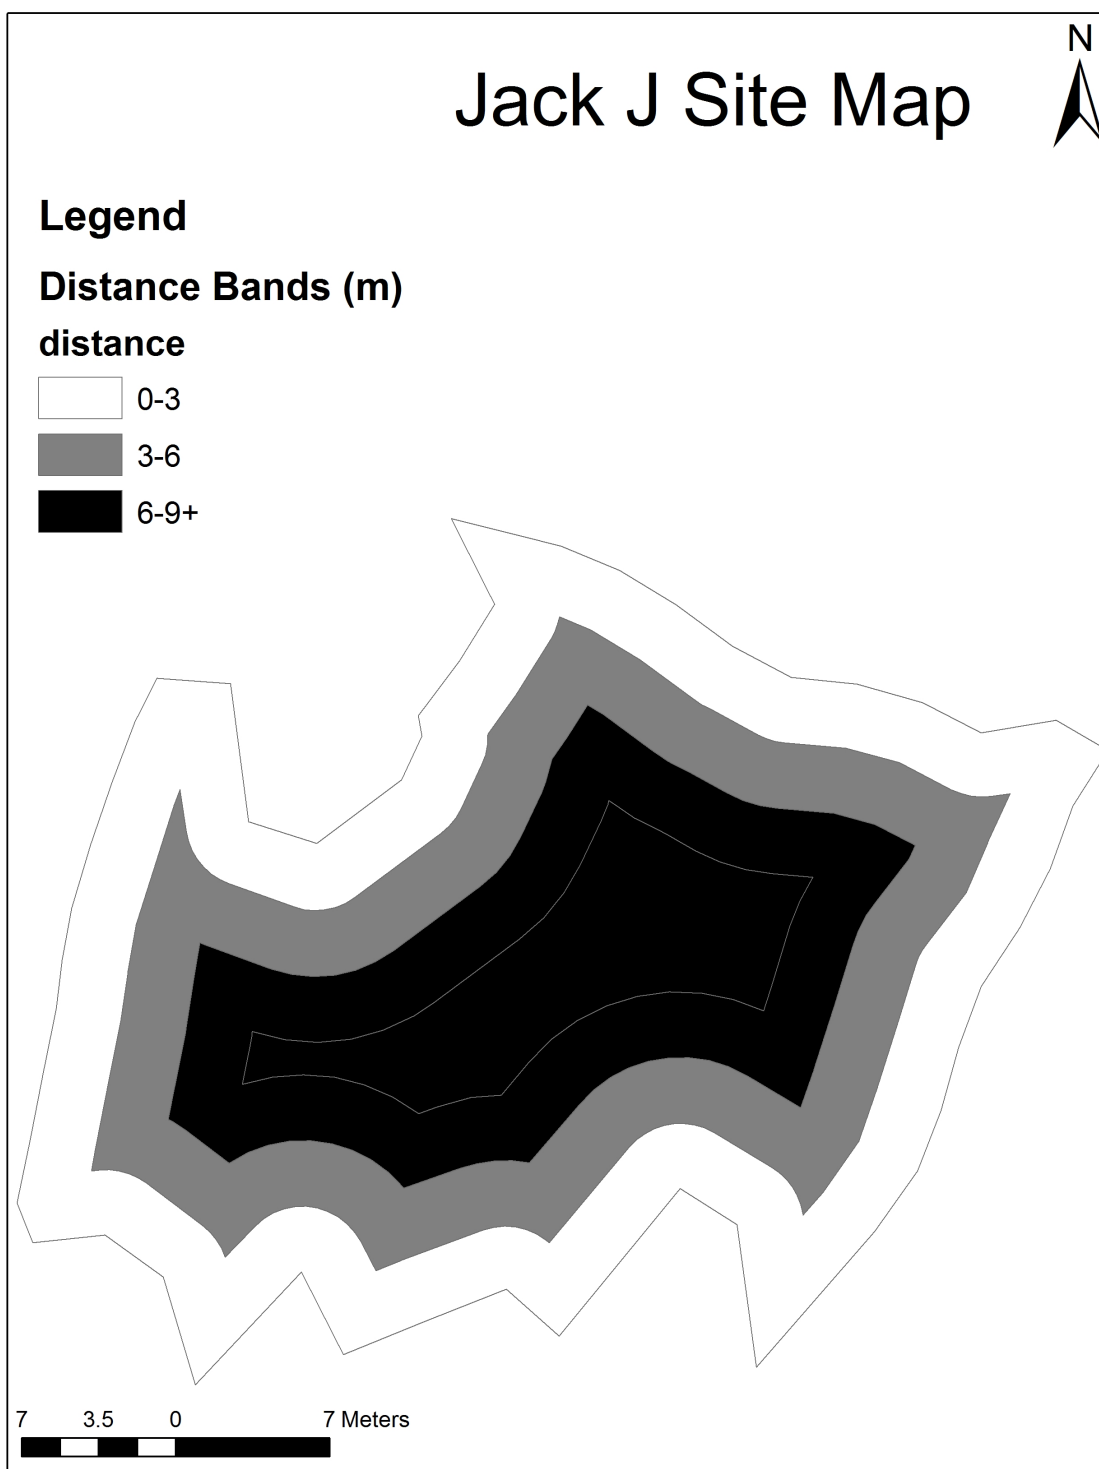 N
Jack J Site Map
Legend
Distance Bands (m)
distance
0-3
3-6
6-9+
7 3.5 0 7 Meters